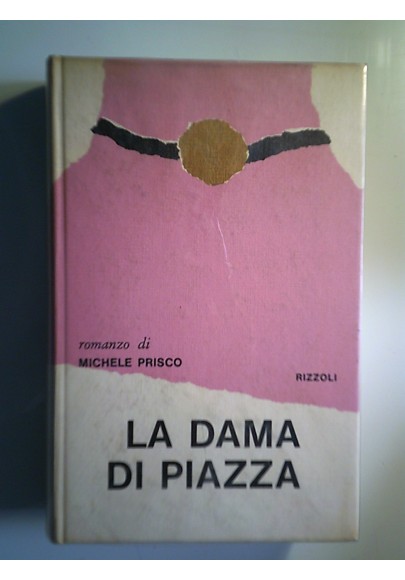 romanzo di
MICHELE PRISCO
RIZZOLI
LA DAMA
DI PIAZZA